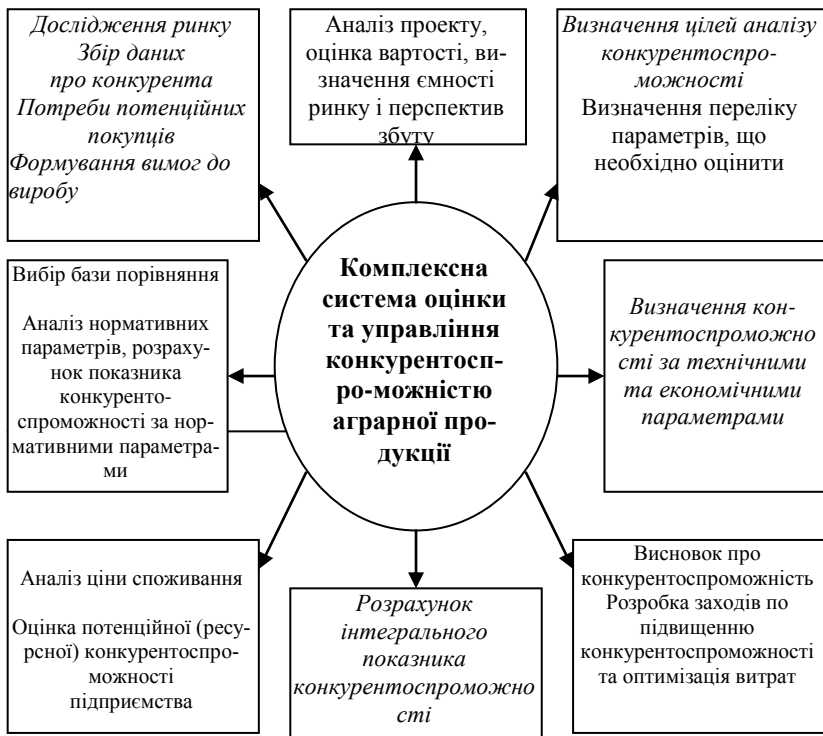 Дослідження ринку
Збір даних
про конкурента
Потреби потенційних
покупців
Формування вимог до
виробу
Аналіз проекту,
оцінка вартості, ви-
значення ємності
ринку і перспектив
збуту
Визначення цілей аналізу
конкурентоспро-
можності
Визначення переліку
параметрів, що
необхідно оцінити
Вибір бази порівняння
Аналіз нормативних
параметрів, розраху-
нок показника
конкуренто-
спроможності за нор-
мативними параметра-
ми
Комплексна
система оцінки
та управління
конкурентосп-
ро-можністю
аграрної про-
дукції
Визначення кон-
курентоспроможно
сті за технічними
та економічними
параметрами
Аналіз ціни споживання
Оцінка потенційної (ресу-
рсної) конкурентоспро-
можності
підприємства
Розрахунок
інтегрального
показника
конкурентоспроможно
сті
Висновок про
конкурентоспроможність
Розробка заходів по
підвищенню
конкурентоспроможності
та оптимізація витрат